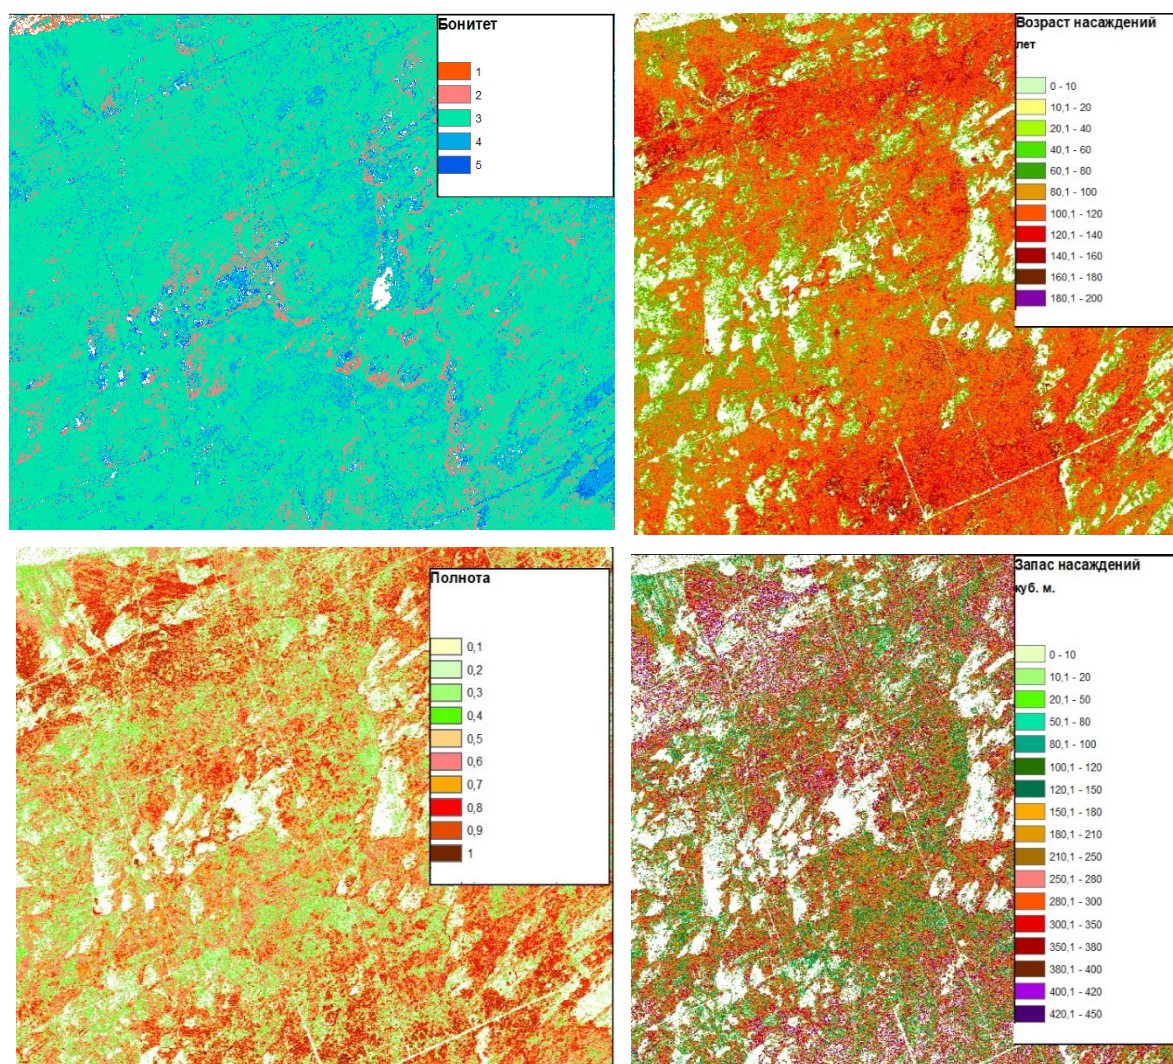 Бонитет
1
2
3
4
5
Возраст насаждений
лет
0 - 10
10,1 - 20
20,1 - 40
40,1 - 60
60,1 - 80
80,1 - 100
100,1 - 120
120,1 - 140
140,1 - 160
160,1 - 180
180,1 - 200
Полнота
0,1
0,2
0,3
0,4
0,5
0,6
0,7
0,8
0,9
1
Запас насаждений
куб. м.
0 - 10
10,1 - 20
20,1 - 50
50,1 - 80
80,1 - 100
100,1 - 120
120,1 - 150
150,1 - 180
180,1 - 210
210,1 - 250
250,1 - 280
280,1 - 300
300,1 - 350
350,1 - 380
380,1 - 400
400,1 - 420
420,1 - 450